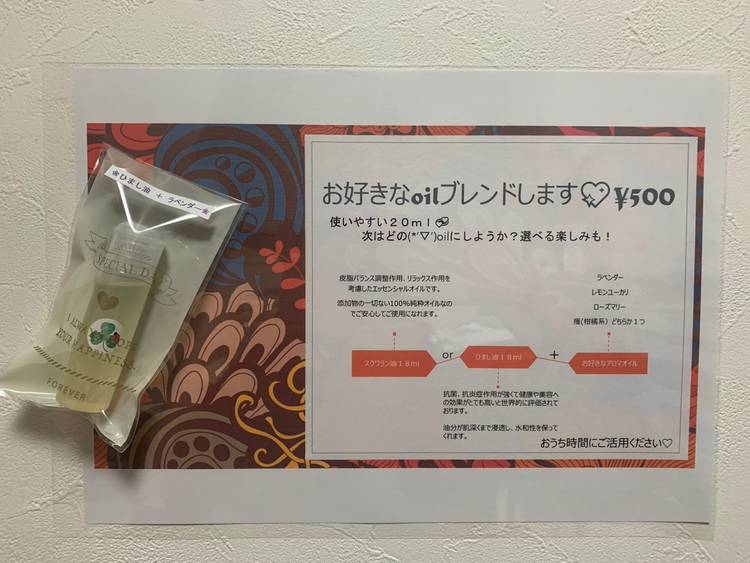 ❀ひまし油 + ラベンダー❀
SPECIAL DAY
YOUR HAPPINESS
FOREVER
お好きなoilブレンドします ¥500
使いやすい20ml
次はどの(*'▽')oilにしようか?選べる楽しみも!
皮脂バランス調整作用、リラックス作用を
考慮したエッセンシャルオイルです。
添加物の一切ない100%純粋オイルなの
でご安心してご使用になれます。
ラベンダー
レモンユーカリ
ローズマリー
(柑橘系)どちらか1つ
スクワラン油18ml
or
ひまし油18ml
+
お好きなアロマオイル
抗菌、抗炎症作用が強くて健康や美容へ
の効果がとても高いと世界的に評価されて
おります。
油分が肌深くまで浸透し、水和性を保って
くれます。
おうち時間にご活用ください♡